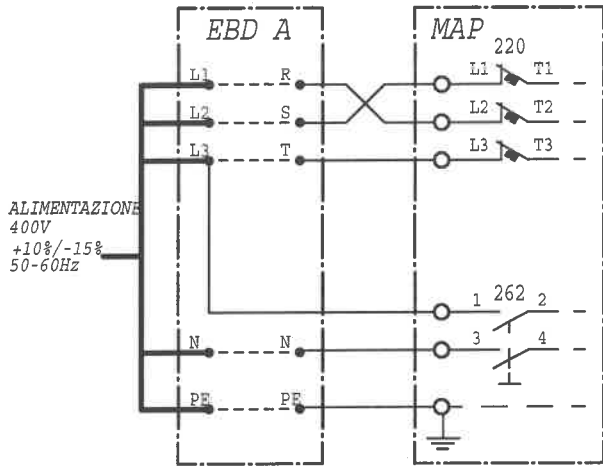 EBD A
MAP
220
L1 R L1 T1
L2 S L2 T2
L3 T L3 T3
ALIMENTAZIONE
400V
+10%/-15%
50-60Hz
262
1 2
N N 3 4
PE PE